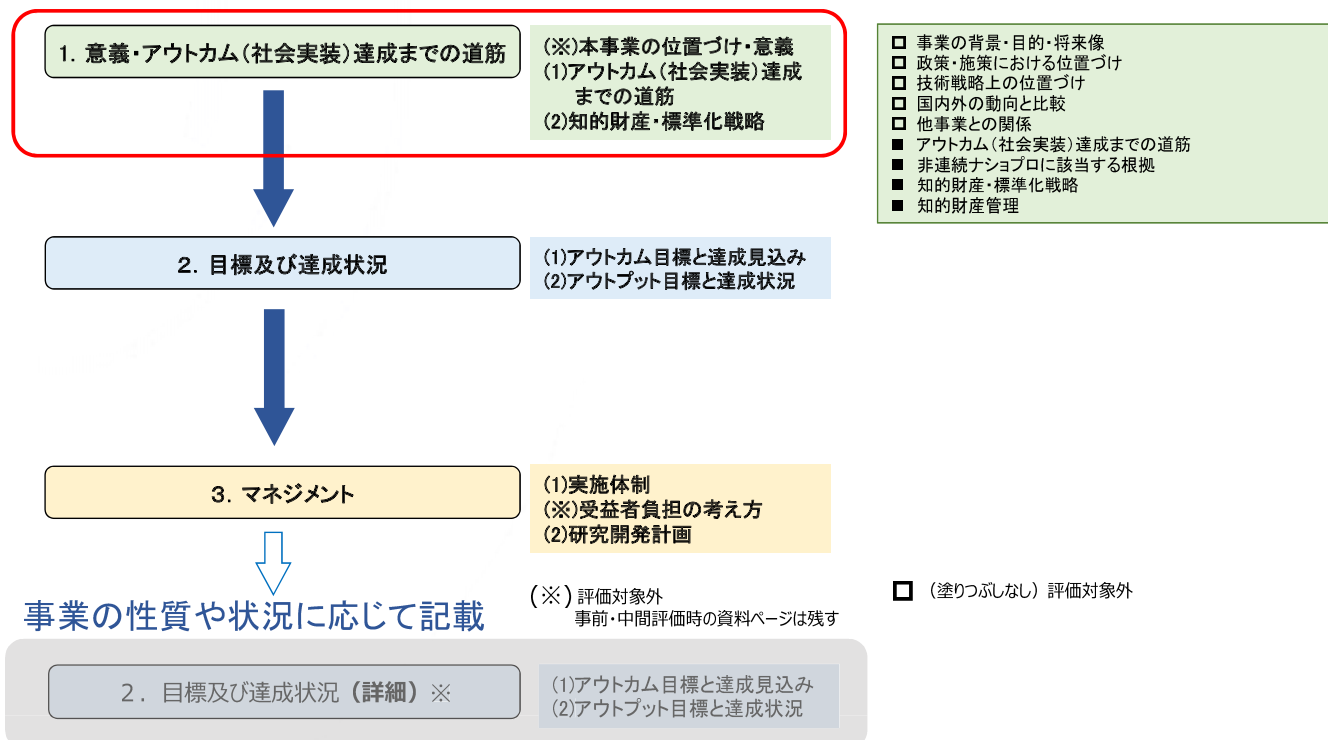 1．意義・アウトカム（社会実装）達成までの道筋
(※)本事業の位置づけ・意義
(1)アウトカム（社会実装）達成
までの道筋
(2)知的財産・標準化戦略
□ 事業の背景・目的・将来像
□ 政策・施策における位置づけ
□ 技術戦略上の位置づけ
□ 国内外の動向と比較
□ 他事業との関係
■ アウトカム（社会実装）達成までの道筋
■ 非連続ナショプロに該当する根拠
■ 知的財産・標準化戦略
■ 知的財産管理
2．目標及び達成状況
(1)アウトカム目標と達成見込み
(2)アウトプット目標と達成状況
3．マネジメント
(1)実施体制
(※)受益者負担の考え方
(2)研究開発計画
事業の性質や状況に応じて記載
(※) 評価対象外
事前・中間評価時の資料ページは残す
□ （塗りつぶしなし）評価対象外
2．目標及び達成状況（詳細）※
(1)アウトカム目標と達成見込み
(2)アウトプット目標と達成状況